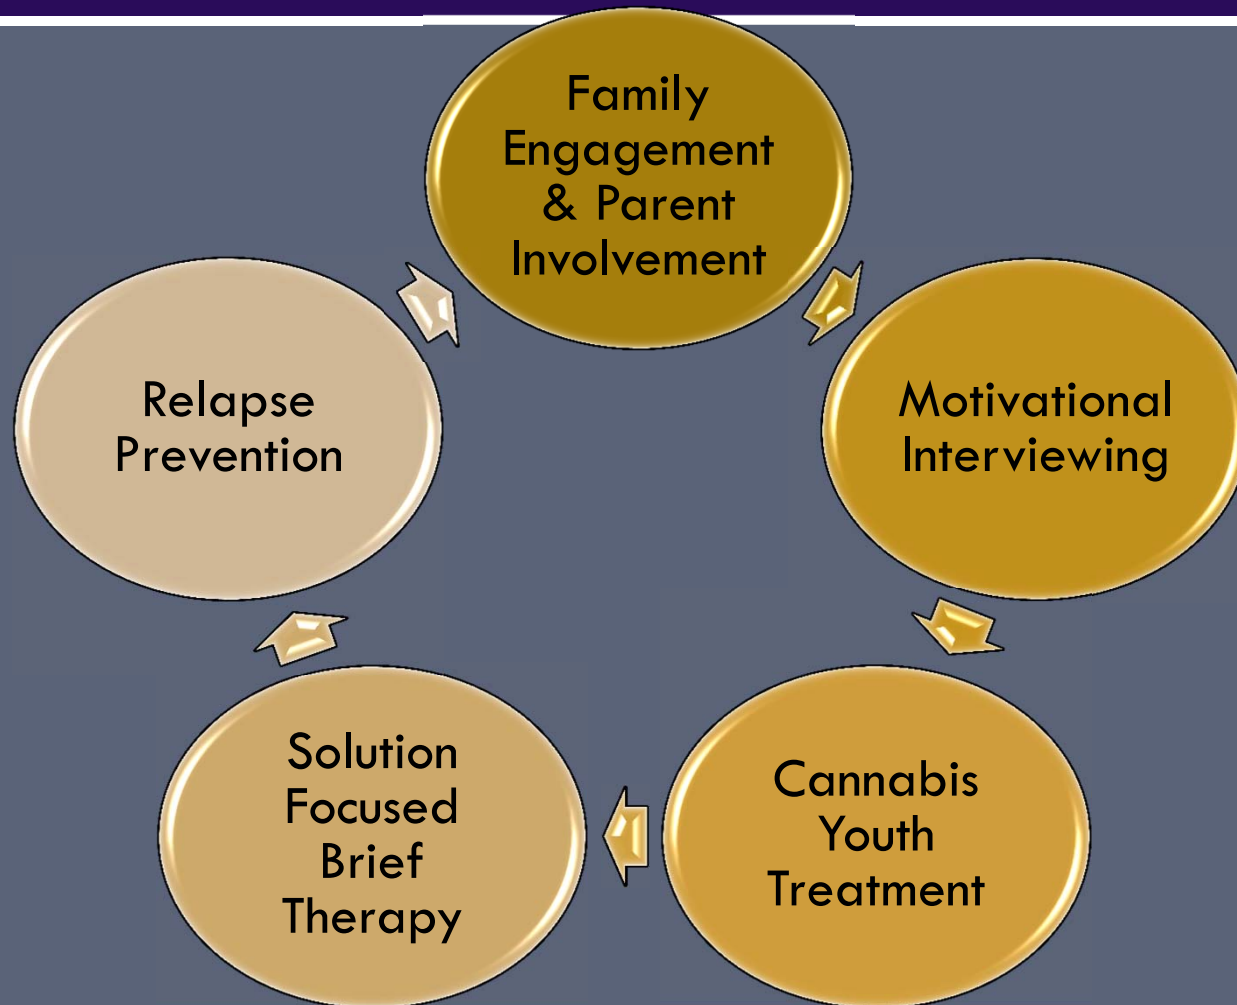 Family
Engagement
& Parent
Involvement
Motivational
Interviewing
Cannabis
Youth
Treatment
Solution
Focused
Brief
Therapy
Relapse
Prevention